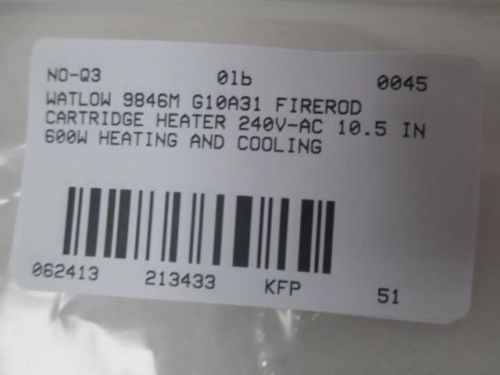 NO-Q3 01b 0045
WATLOW 9846M G10A31 FIREROD
CARTRIDGE HEATER 240V-AC 10.5 IN
600W HEATING AND COOLING
062413 213433 KFP 51